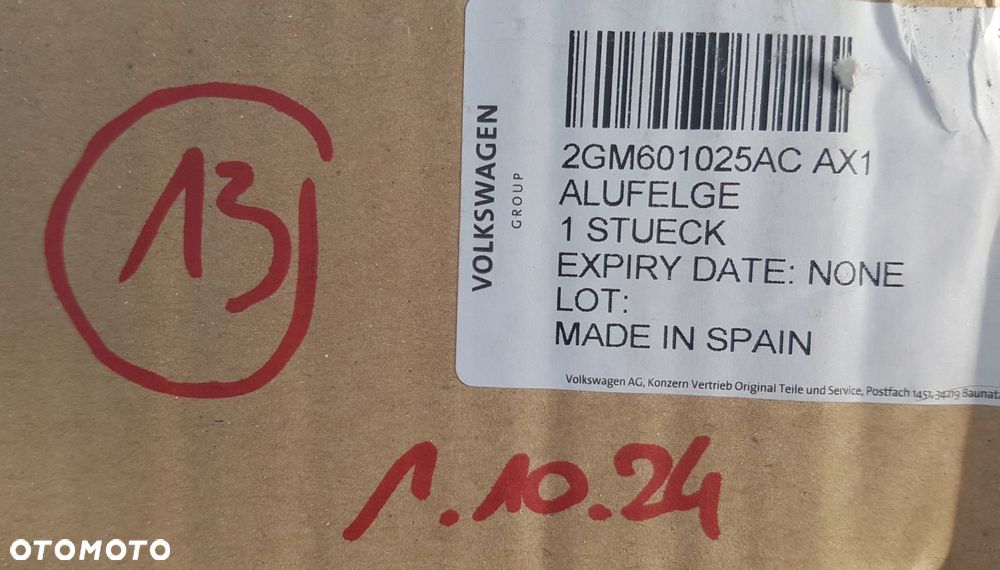 13
VOLKSWAGEN
GROUP
2GM601025AC AX1
ALUFELGE
1 STUECK
EXPIRY DATE: NONE
LOT:
MADE IN SPAIN
Volkswagen AG, Konzern Vertrieb Original Teile und Service, Postfach 1451, 34219 Baunata
1.10.24
OTOMOTO